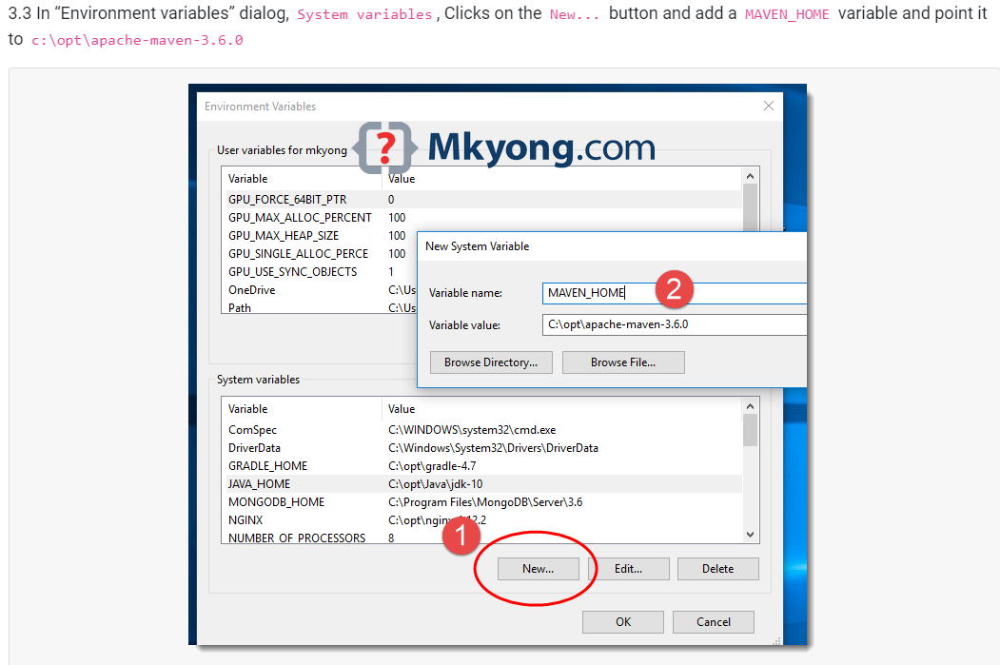 3.3 In “Environment variables” dialog, System variables , Clicks on the New... button and add a MAVEN_HOME variable and point it
to c:\opt\apache-maven-3.6.0
Environment Variables
User variables for mkyong
? Mkyong.com
Variable Value
GPU_FORCE_64BIT_PTR 0
GPU_MAX_ALLOC_PERCENT 100
GPU_MAX_HEAP_SIZE 100
GPU_SINGLE_ALLOC_PERCE 100
GPU_USE_SYNC_OBJECTS 1
OneDrive C:\Us
Path C:\Us
New System Variable
Variable name: MAVEN_HOME 2
Variable value: C:\opt\apache-maven-3.6.0
Browse Directory... Browse File...
System variables
Variable Value
ComSpec C:\WINDOWS\system32\cmd.exe
DriverData C:\Windows\System32\Drivers\DriverData
GRADLE_HOME C:\opt\gradle-4.7
JAVA_HOME C:\opt\Java\jdk-10
MONGODB_HOME C:\Program Files\MongoDB\Server\3.6
NGINX
NUMBER_OF_PROCESSORS 8
1
New... Edit... Delete
OK Cancel